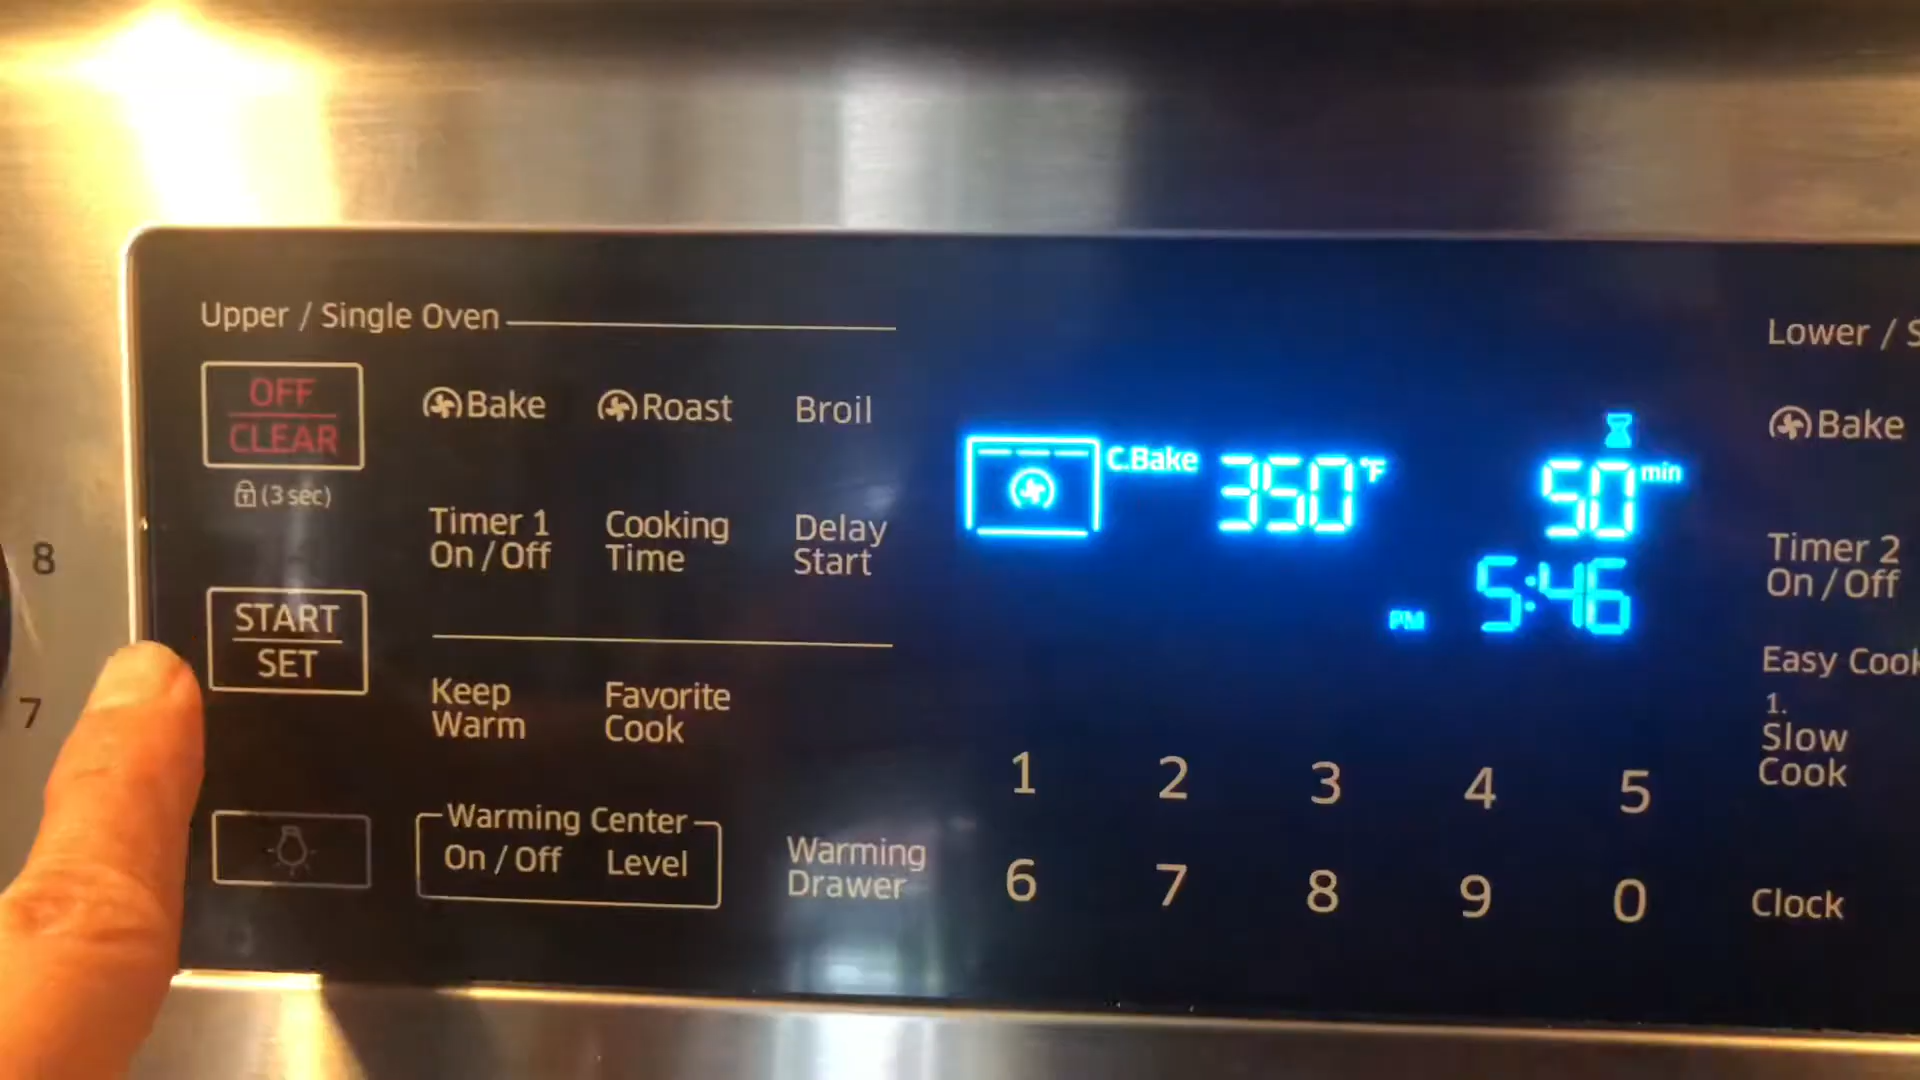 Upper / Single Oven
OFF
CLEAR
(3 sec)
Bake
Roast
Broil
Timer 1
On / Off
Cooking
Time
Delay
Start
START
SET
Keep
Warm
Favorite
Cook
Warming Center
On / Off
Level
Warming
Drawer
C.Bake
350 °F
50 min
PM 5:46
1 2 3 4 5
6 7 8 9 0
Lower / S
Bake
Timer 2
On / Off
Easy Cook
1.
Slow
Cook
Clock
8
7